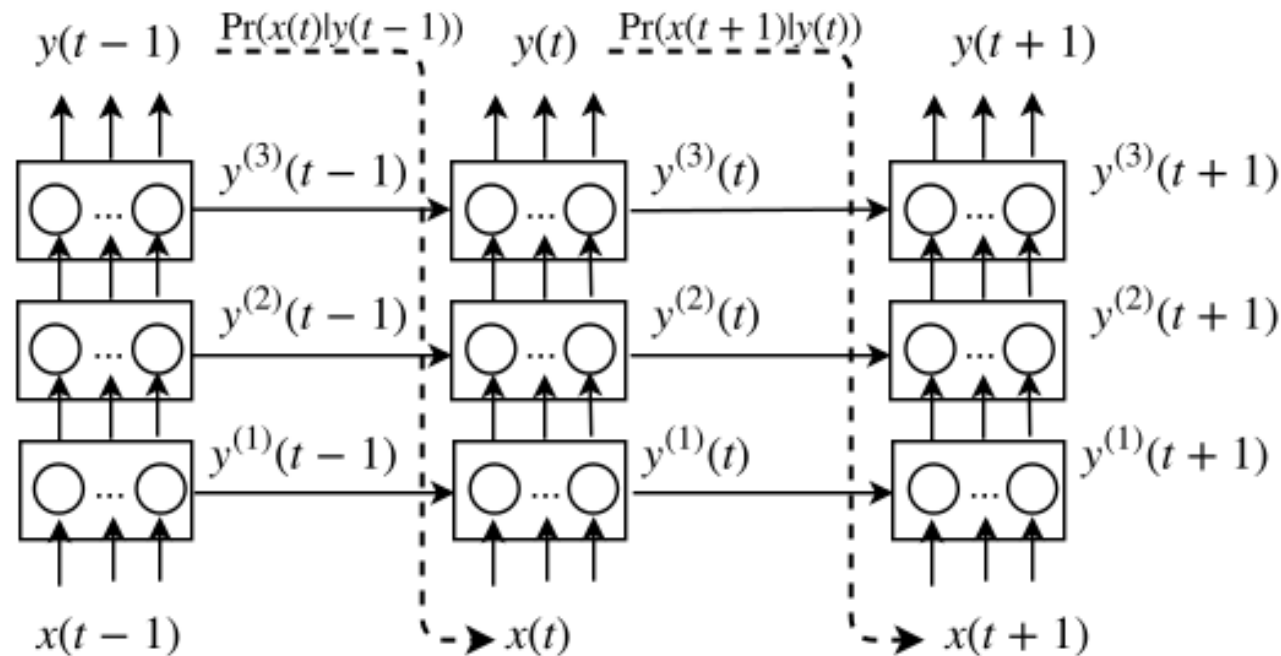 y(t − 1) Pr(x(t)|y(t − 1)) y(t) Pr(x(t + 1)|y(t)) y(t + 1)
y⁽³⁾(t − 1) y⁽³⁾(t) y⁽³⁾(t + 1)
... ... ...
y⁽²⁾(t − 1) y⁽²⁾(t) y⁽²⁾(t + 1)
... ... ...
y⁽¹⁾(t − 1) y⁽¹⁾(t) y⁽¹⁾(t + 1)
... ... ...
x(t − 1) x(t) x(t + 1)